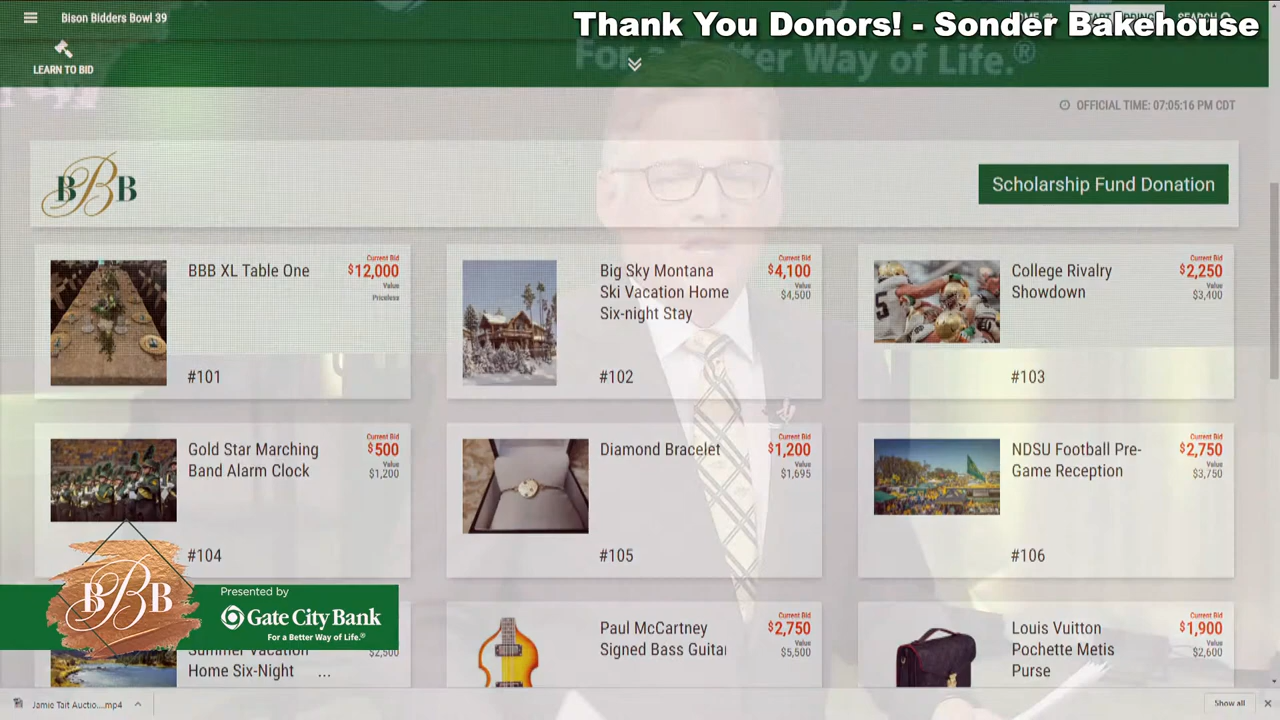 Bison Bidders Bowl 39
Thank You Donors! - Sonder Bakehouse
LEARN TO BID
For a Better Way of Life.®
OFFICIAL TIME: 07:05:16 PM CDT
BBB
Scholarship Fund Donation
BBB XL Table One
Current Bid
$12,000
Value
Priceless
#101
Big Sky Montana
Ski Vacation Home
Six-night Stay
Current Bid
$4,100
Value
$4,500
#102
College Rivalry
Showdown
Current Bid
$2,250
Value
$3,400
#103
Gold Star Marching
Band Alarm Clock
Current Bid
$500
Value
$1,200
#104
Diamond Bracelet
Current Bid
$1,200
Value
$1,695
#105
NDSU Football Pre-
Game Reception
Current Bid
$2,750
Value
$3,750
#106
BBB
Presented by
Gate City Bank
For a Better Way of Life.®
Summer Vacation
Home Six-Night ...
$2,500
Paul McCartney
Signed Bass Guitar
Current Bid
$2,750
Value
$5,500
Louis Vuitton
Pochette Metis
Purse
Current Bid
$1,900
Value
$2,600
Jamie Tait Auctio....mp4
Show all